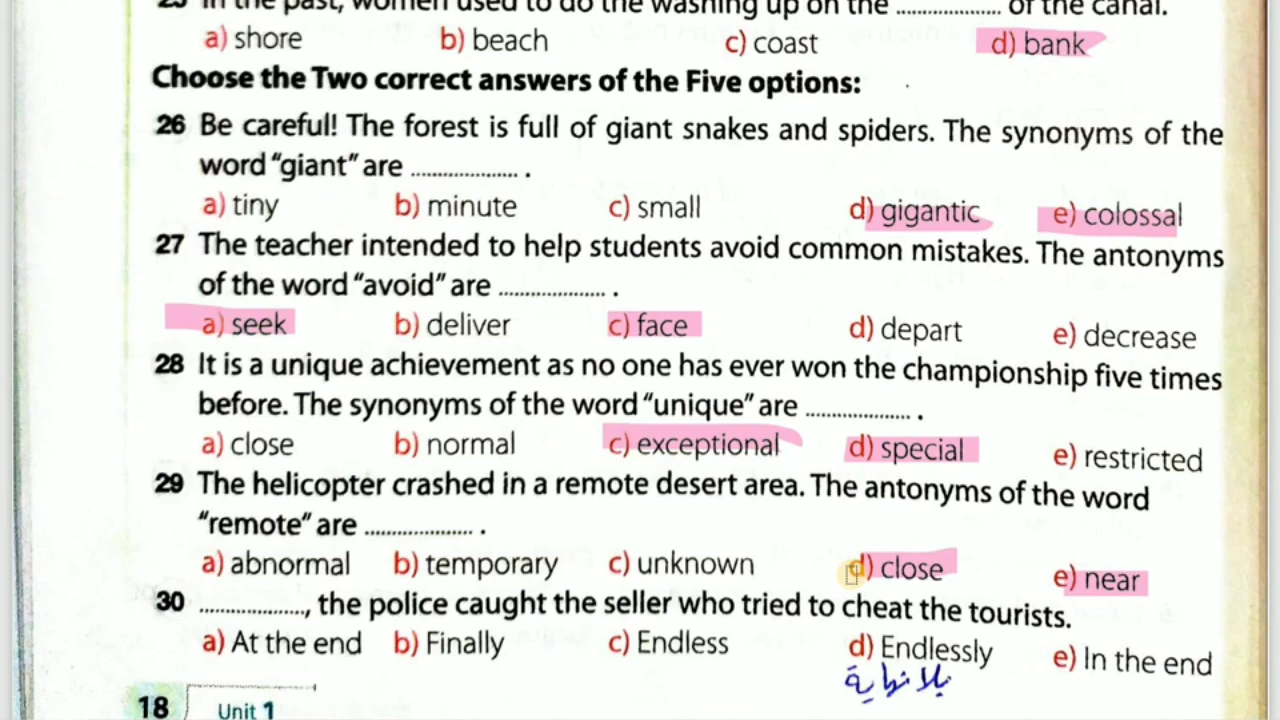 25 In the past, women used to do the washing up on the .................... of the canal.
a) shore b) beach c) coast d) bank
Choose the Two correct answers of the Five options:
26 Be careful! The forest is full of giant snakes and spiders. The synonyms of the
word "giant" are .................... .
a) tiny b) minute c) small d) gigantic e) colossal
27 The teacher intended to help students avoid common mistakes. The antonyms
of the word "avoid" are .................... .
a) seek b) deliver c) face d) depart e) decrease
28 It is a unique achievement as no one has ever won the championship five times
before. The synonyms of the word "unique" are .................... .
a) close b) normal c) exceptional d) special e) restricted
29 The helicopter crashed in a remote desert area. The antonyms of the word
"remote" are .................... .
a) abnormal b) temporary c) unknown d) close e) near
30 ...................., the police caught the seller who tried to cheat the tourists.
a) At the end b) Finally c) Endless d) Endlessly e) In the end
بلا نهاية
18 Unit 1